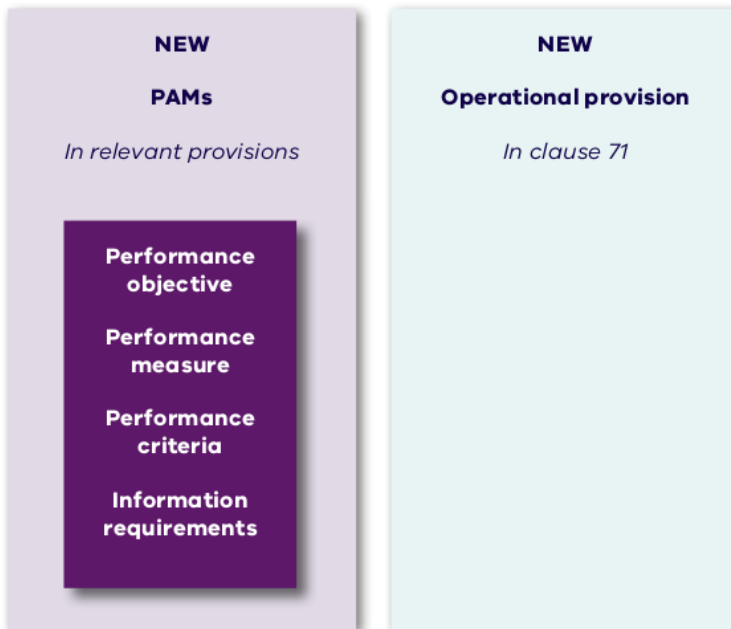 NEW
PAMs
In relevant provisions
Performance
objective
Performance
measure
Performance
criteria
Information
requirements
NEW
Operational provision
In clause 71